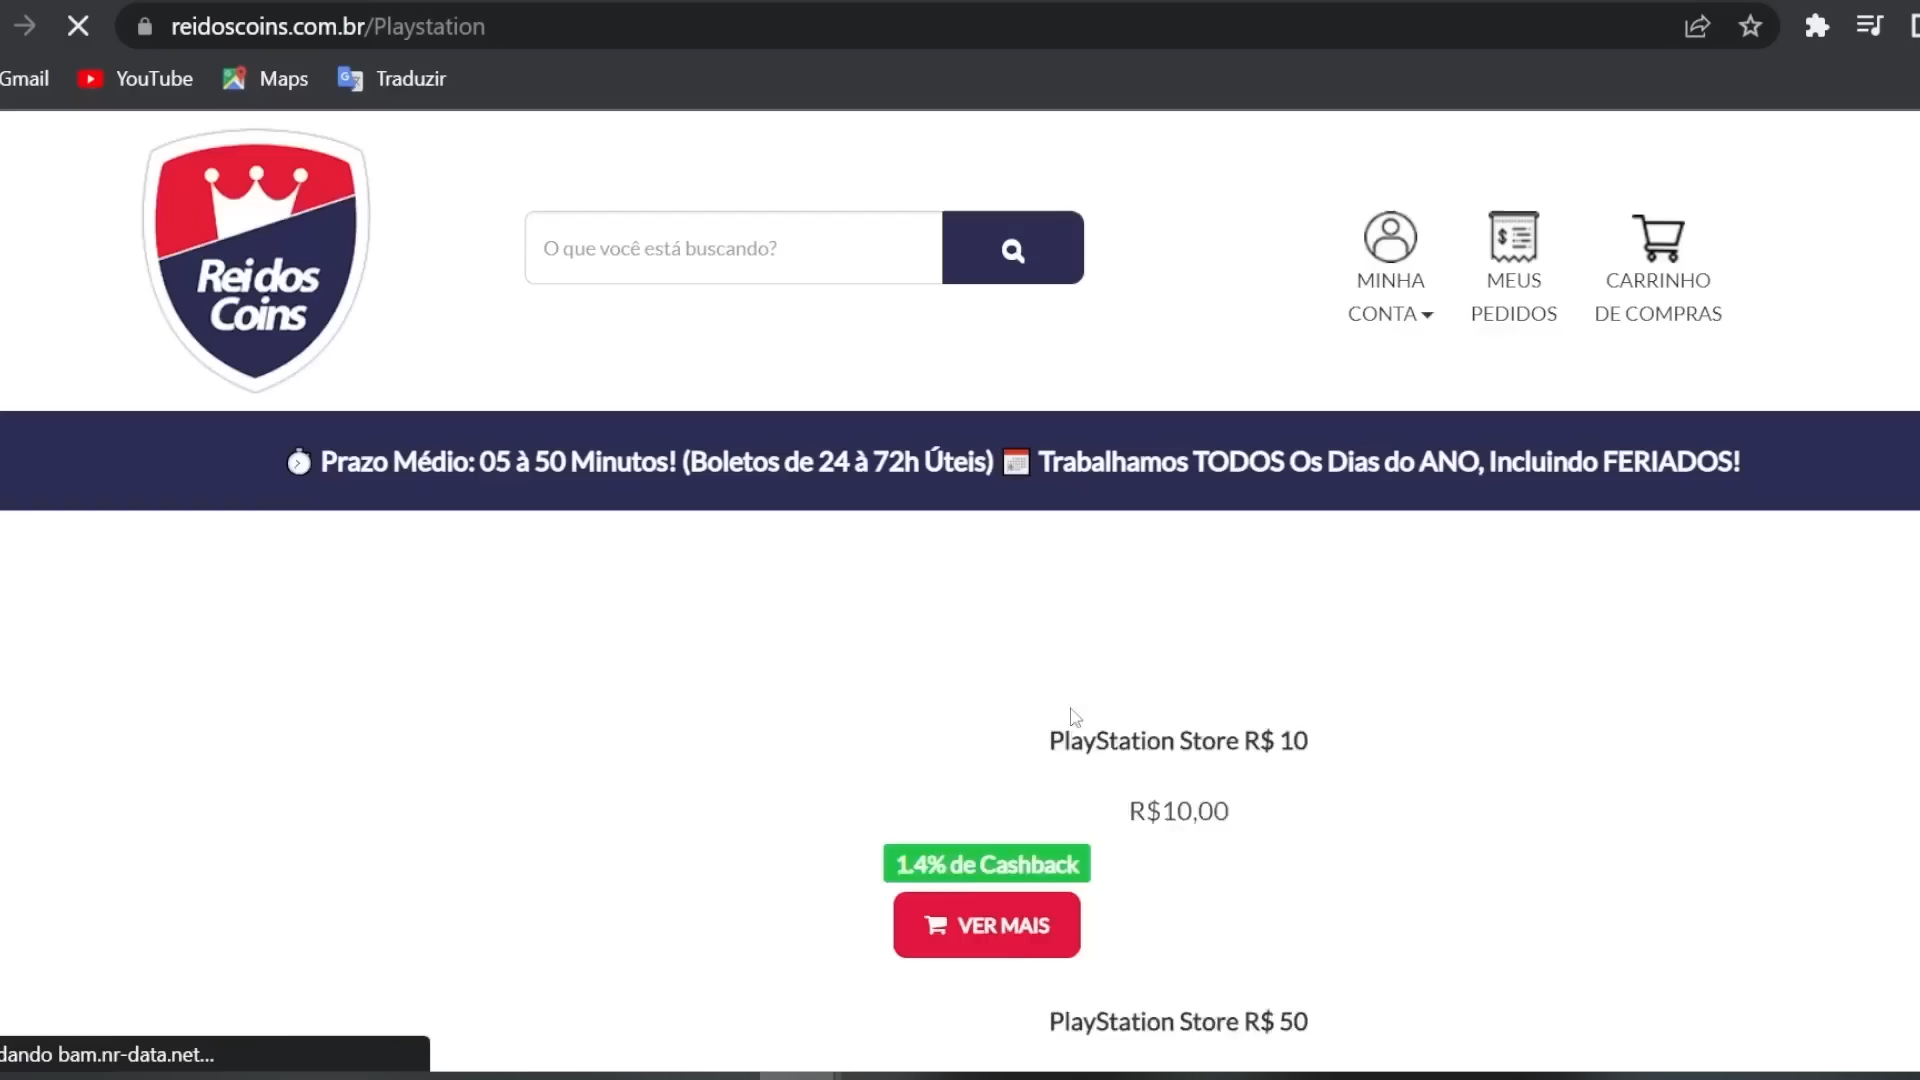 reidoscoins.com.br/Playstation
Gmail YouTube Maps Traduzir
Rei dos
Coins
O que você está buscando?
MINHA
CONTA
MEUS
PEDIDOS
CARRINHO
DE COMPRAS
Prazo Médio: 05 à 50 Minutos! (Boletos de 24 à 72h Úteis) Trabalhamos TODOS Os Dias do ANO, Incluindo FERIADOS!
PlayStation Store R$ 10
R$10,00
1.4% de Cashback
VER MAIS
PlayStation Store R$ 50
dando bam.nr-data.net...